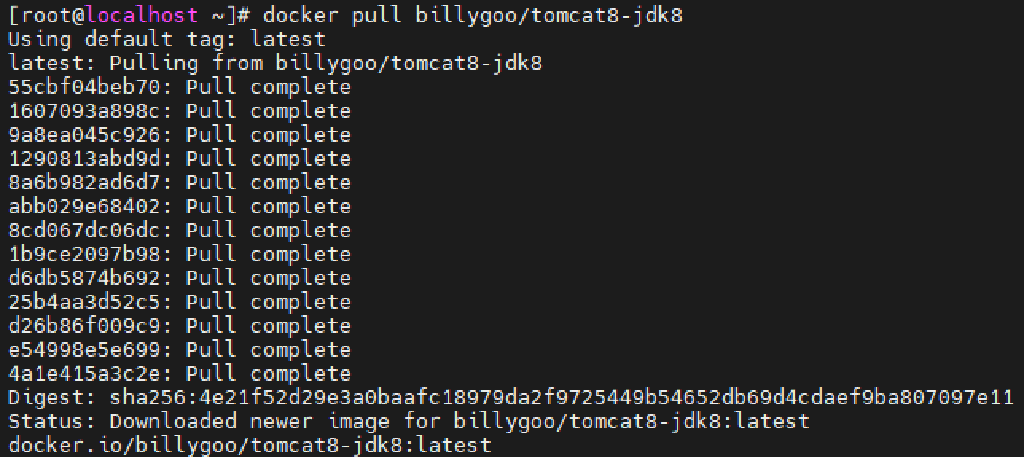 [root@localhost ~]# docker pull billygoo/tomcat8-jdk8
Using default tag: latest
latest: Pulling from billygoo/tomcat8-jdk8
55cbf04beb70: Pull complete
1607093a898c: Pull complete
9a8ea045c926: Pull complete
1290813abd9d: Pull complete
8a6b982ad6d7: Pull complete
abb029e68402: Pull complete
8cd067dc06dc: Pull complete
1b9ce2097b98: Pull complete
d6db5874b692: Pull complete
25b4aa3d52c5: Pull complete
d26b86f009c9: Pull complete
e54998e5e699: Pull complete
4a1e415a3c2e: Pull complete
Digest: sha256:4e21f52d29e3a0baafc18979da2f9725449b54652db69d4cdaef9ba807097e11
Status: Downloaded newer image for billygoo/tomcat8-jdk8:latest
docker.io/billygoo/tomcat8-jdk8:latest